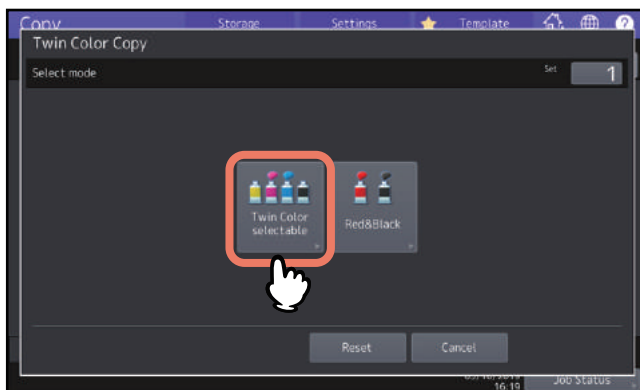 Copy Storage Settings Template ?
Twin Color Copy
Select mode Set 1
Twin Color
selectable
Red&Black
Reset Cancel
16:19 Job Status